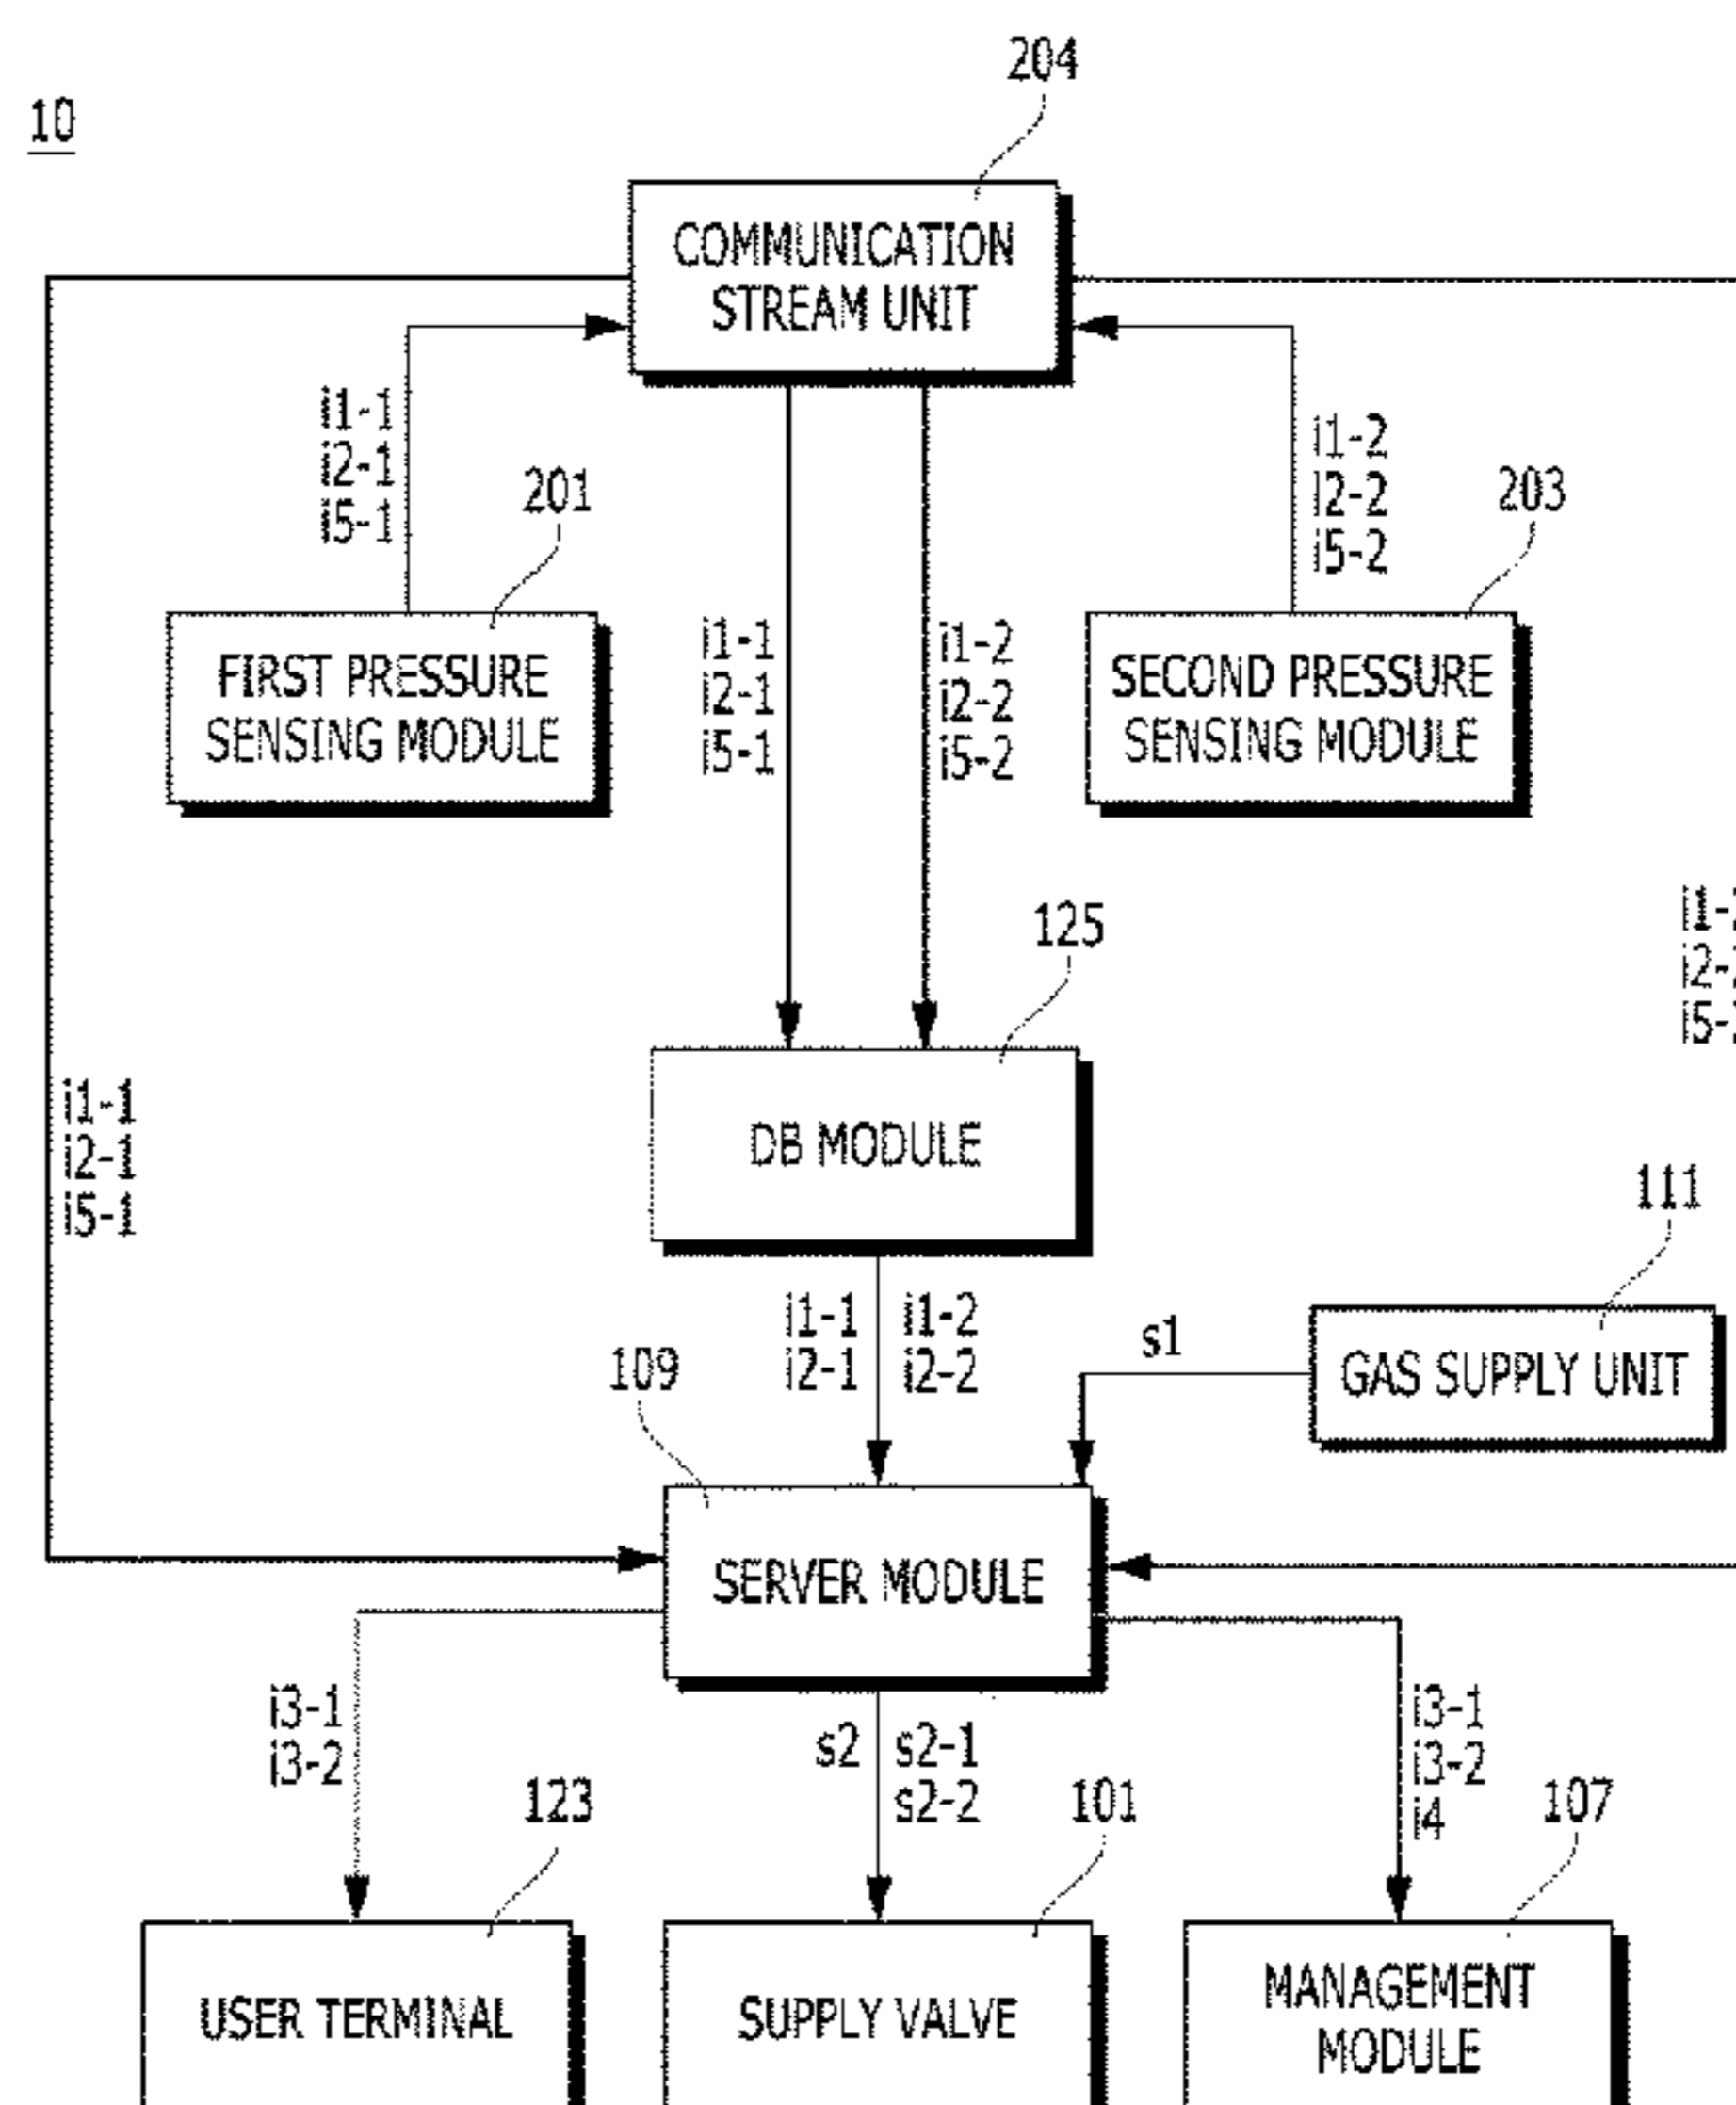 204
10
COMMUNICATION
STREAM UNIT
i1-1
i2-1
i5-1
201
i1-2
i2-2
i5-2
203
FIRST PRESSURE
SENSING MODULE
i1-1
i2-1
i5-1
i1-2
i2-2
i5-2
SECOND PRESSURE
SENSING MODULE
125
i1-1
i2-1
i5-1
DB MODULE
111
i1-1
i2-1
i1-2
i2-2
109
s1
GAS SUPPLY UNIT
SERVER MODULE
i3-1
i3-2
s2
s2-1
s2-2
i3-1
i3-2
i4
123
101
107
USER TERMINAL
SUPPLY VALVE
MANAGEMENT
MODULE